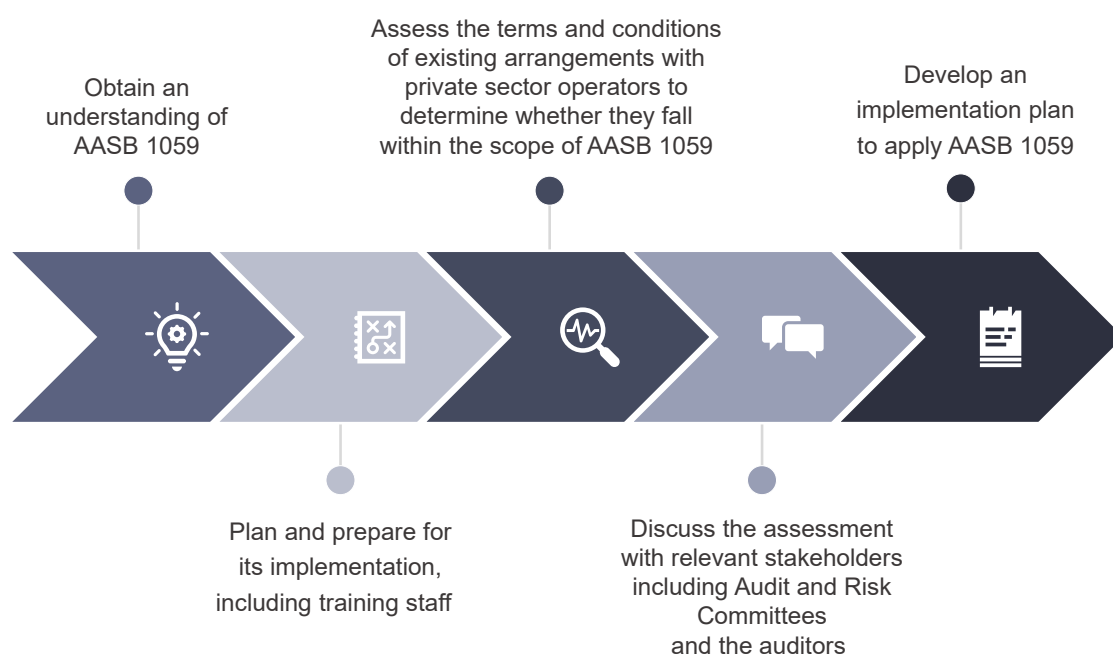 Obtain an
understanding of
AASB 1059
Plan and prepare for
its implementation,
including training staff
Assess the terms and conditions
of existing arrangements with
private sector operators to
determine whether they fall
within the scope of AASB 1059
Discuss the assessment
with relevant stakeholders
including Audit and Risk
Committees
and the auditors
Develop an
implementation plan
to apply AASB 1059